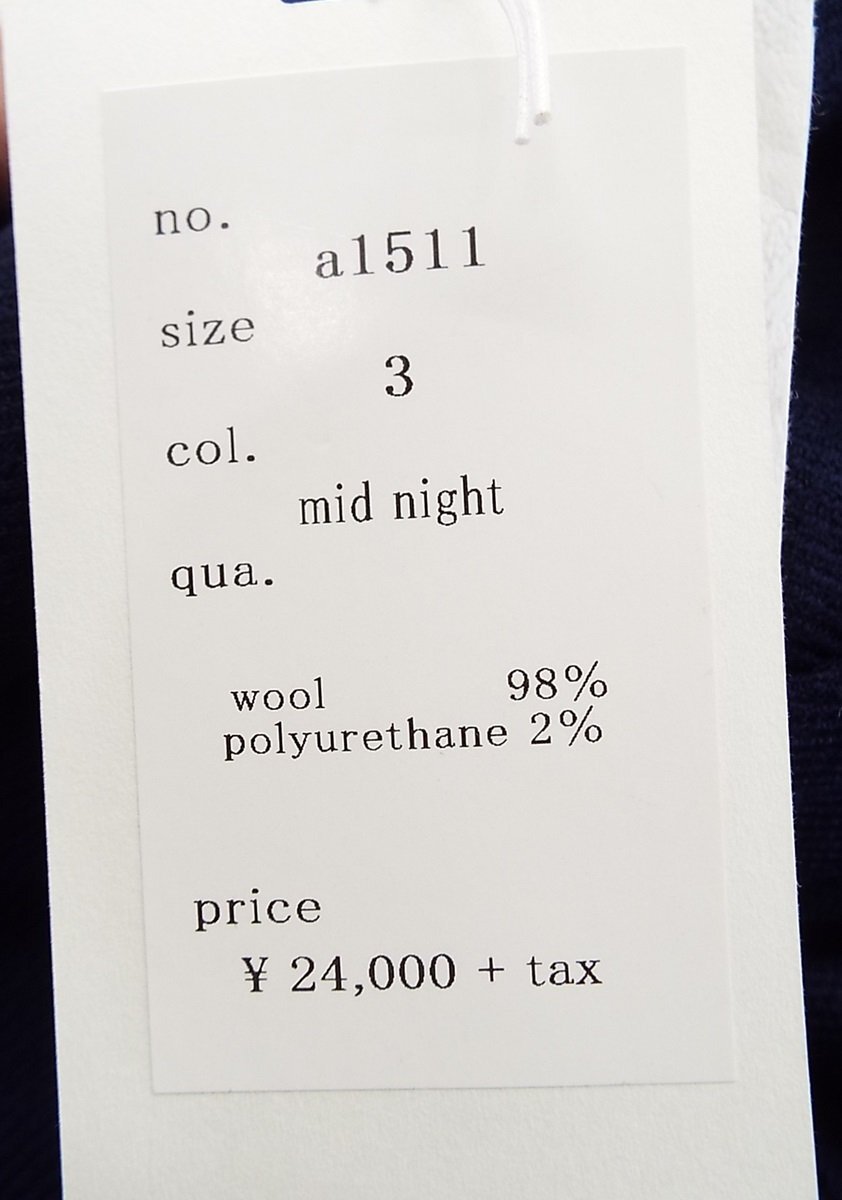 no.
a1511
size
3
col.
mid night
qua.
wool 98%
polyurethane 2%
price
¥ 24,000 + tax